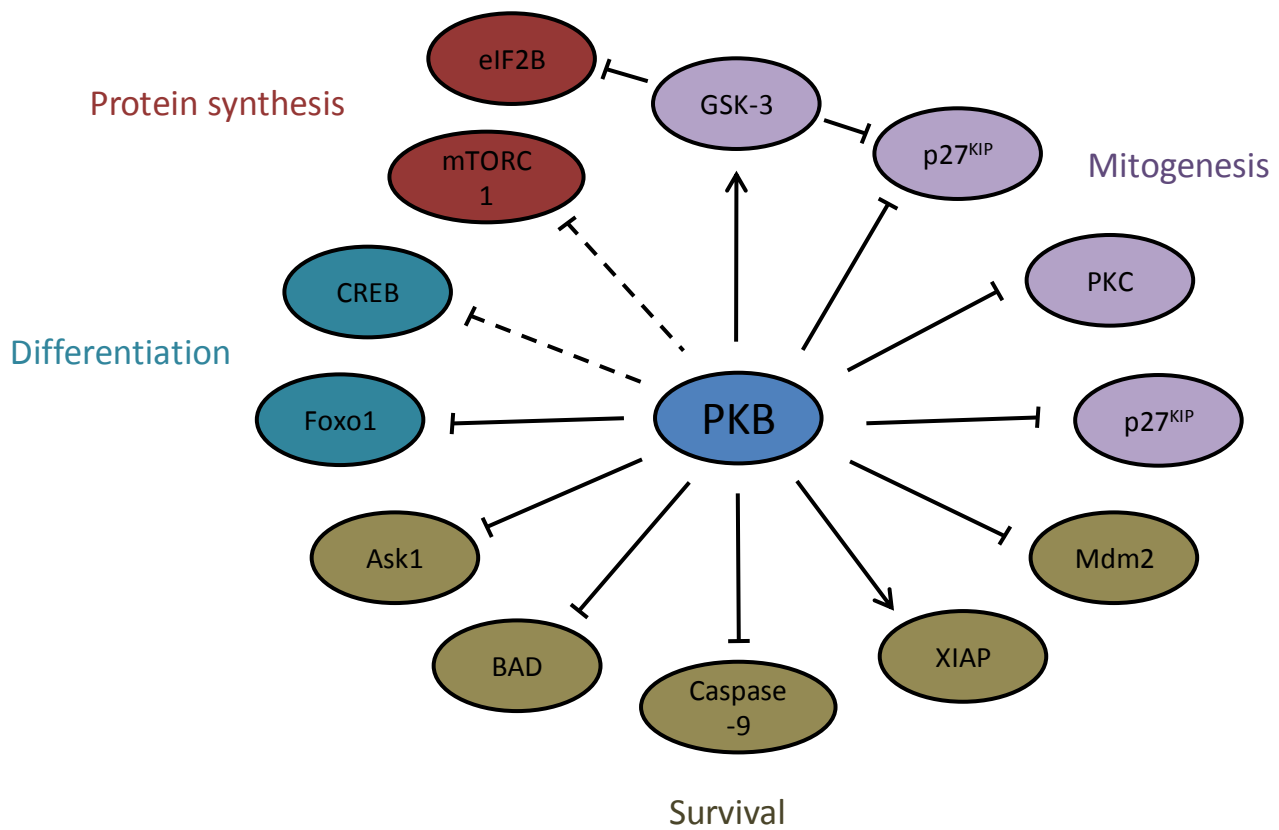 eIF2B
GSK-3
Protein synthesis
p27KIP
mTORC
1
Mitogenesis
CREB
PKC
Differentiation
Foxo1
PKB
p27KIP
Ask1
Mdm2
BAD
XIAP
Caspase
-9
Survival